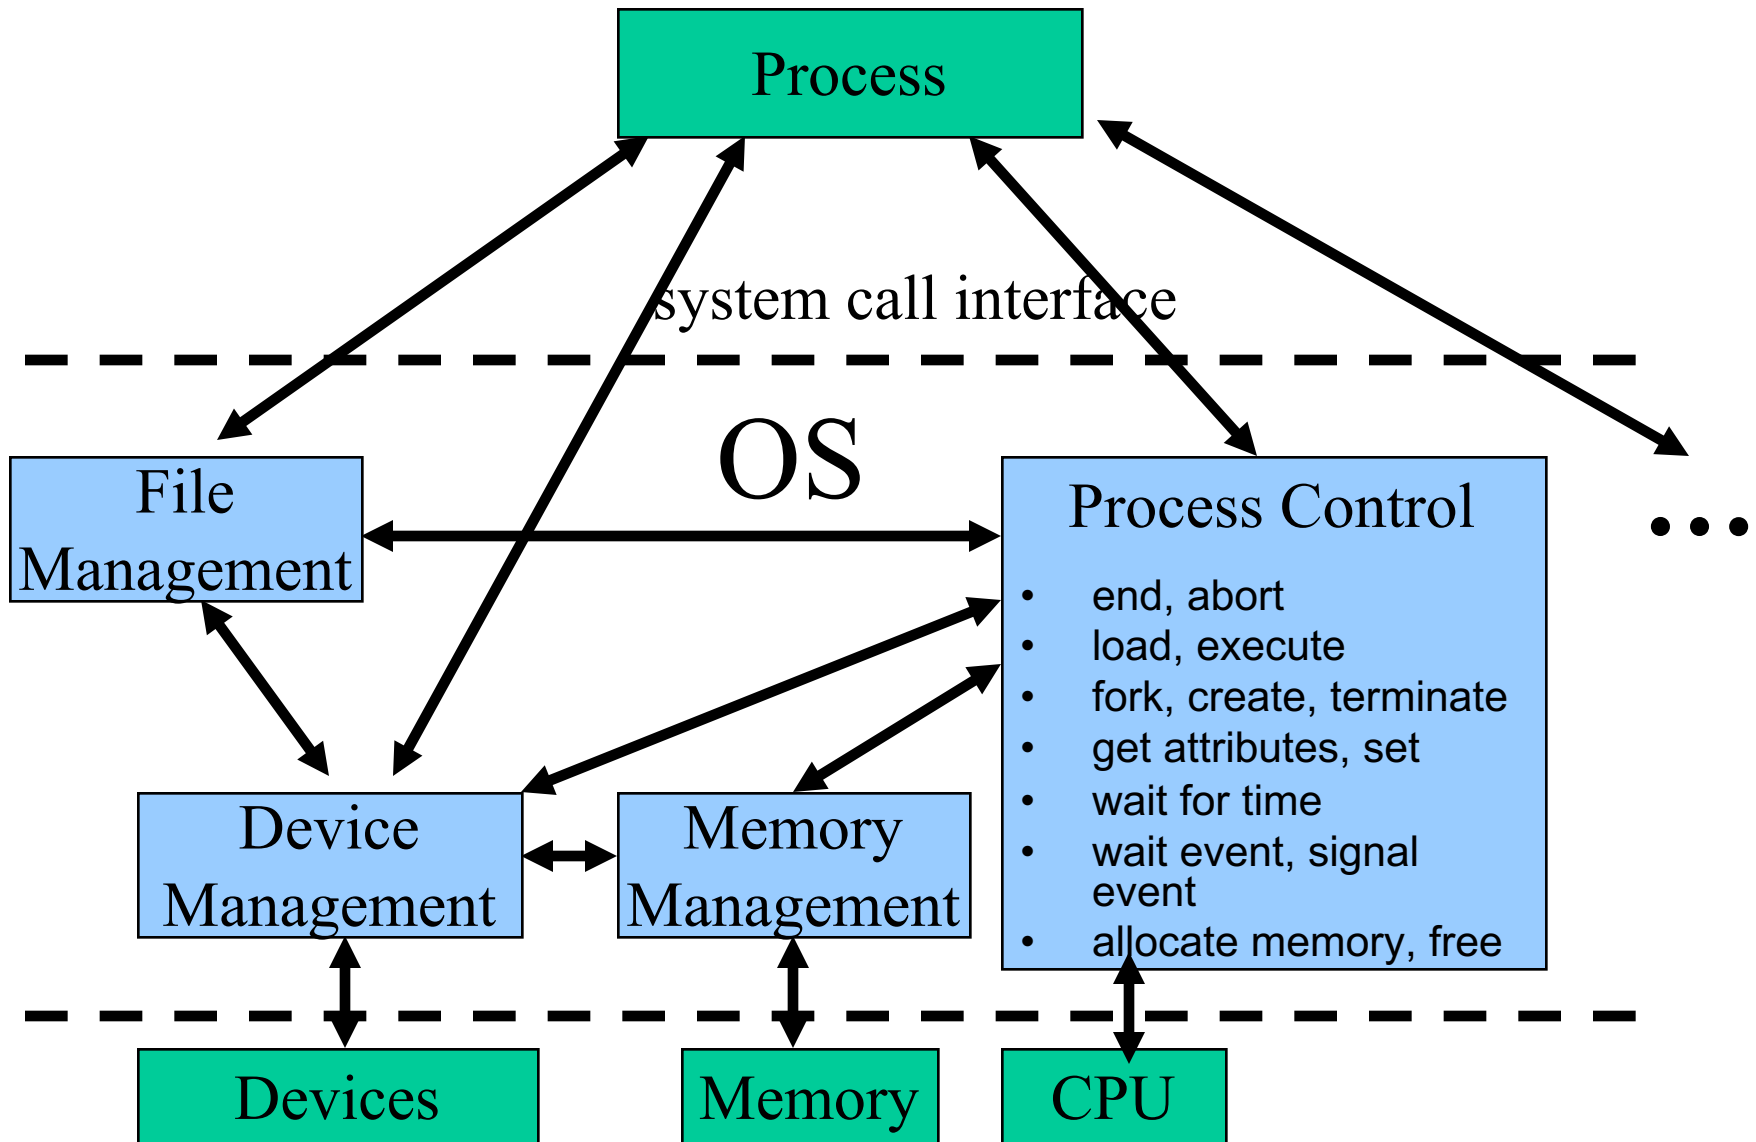 Process
system call interface
OS
File
Management
Process Control
• end, abort
• load, execute
• fork, create, terminate
• get attributes, set
• wait for time
• wait event, signal
event
• allocate memory, free
...
Device
Management
Memory
Management
Devices
Memory
CPU